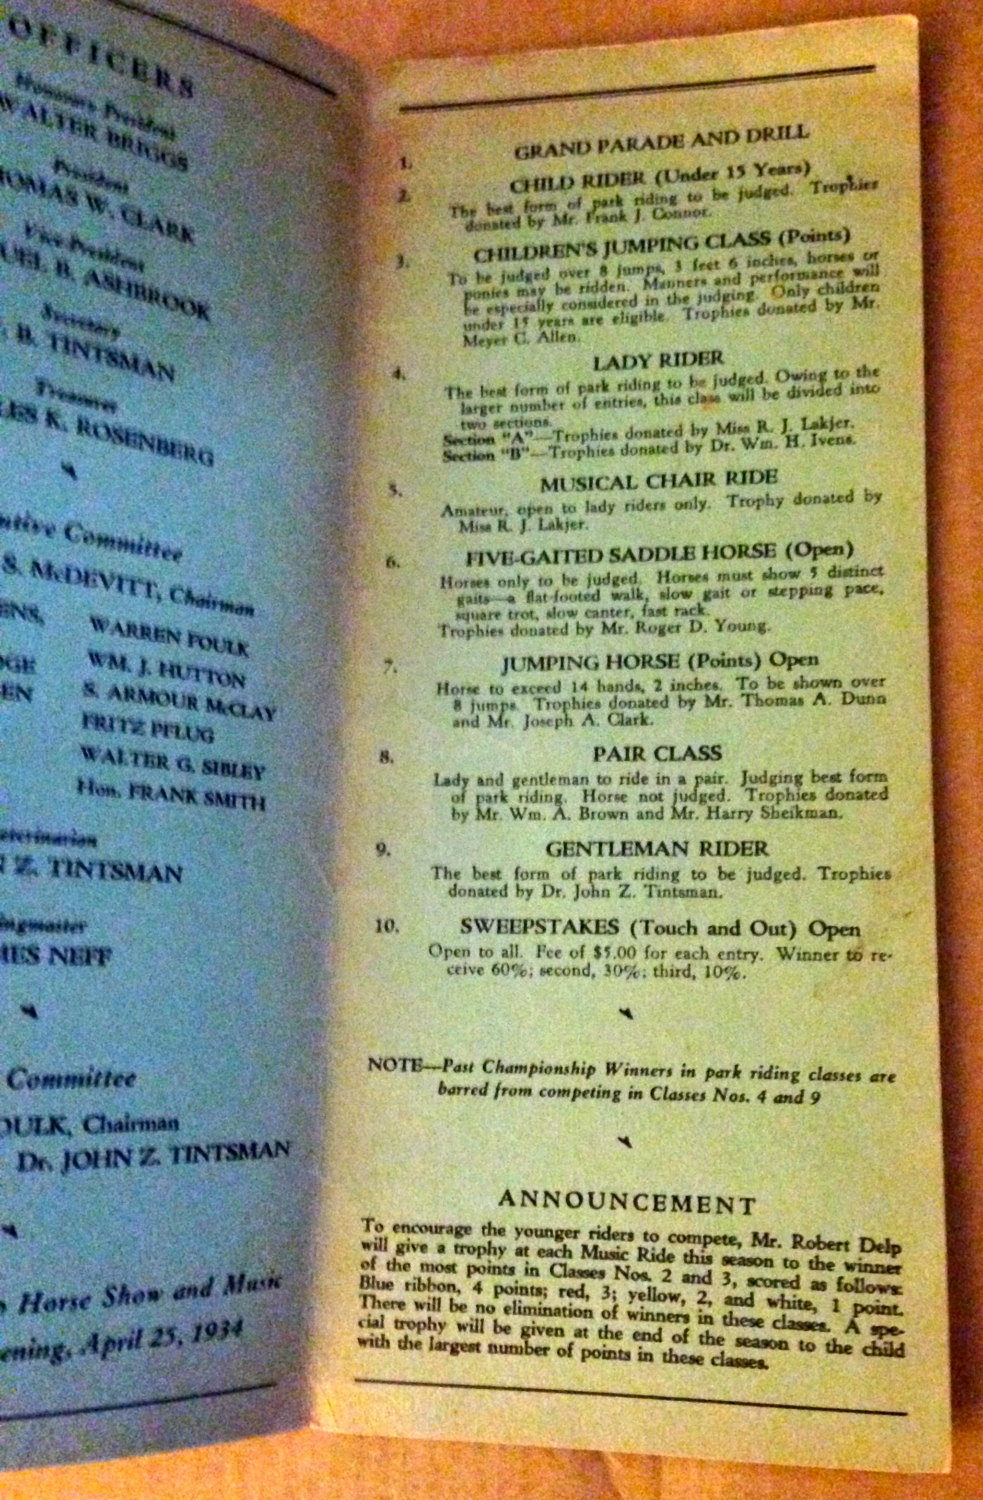 OFFICERS
Honorary President
WALTER BRIGGS
President
THOMAS W. CLARK
Vice-President
UEL B. ASHBROOK
Secretary
B. TINTSMAN
Treasurer
LES K. ROSENBERG
utive Committee
S. McDEVITT, Chairman
ENS,
WARREN FOULK
GE
WM. J. HUTTON
EN
S. ARMOUR McCLAY
FRITZ PFLUG
WALTER G. SIBLEY
Hon. FRANK SMITH
eterinarian
N Z. TINTSMAN
ingmaster
MES NEFF
Committee
OULK, Chairman
Dr. JOHN Z. TINTSMAN
Horse Show and Music
ening, April 25, 1934
1. GRAND PARADE AND DRILL
2. CHILD RIDER (Under 15 Years)
The best form of park riding to be judged. Trophies
donated by Mr. Frank J. Connor.
3. CHILDREN'S JUMPING CLASS (Points)
To be judged over 8 jumps, 3 feet 6 inches, horses or
ponies may be ridden. Manners and performance will
be especially considered in the judging. Only children
under 15 years are eligible. Trophies donated by Mr.
Meyer C. Allen.
4. LADY RIDER
The best form of park riding to be judged. Owing to the
larger number of entries, this class will be divided into
two sections.
Section "A"—Trophies donated by Miss R. J. Lakjer.
Section "B"—Trophies donated by Dr. Wm. H. Ivens.
5. MUSICAL CHAIR RIDE
Amateur, open to lady riders only. Trophy donated by
Miss R. J. Lakjer.
6. FIVE-GAITED SADDLE HORSE (Open)
Horses only to be judged. Horses must show 5 distinct
gaits—a flat-footed walk, slow gait or stepping pace,
square trot, slow canter, fast rack.
Trophies donated by Mr. Roger D. Young.
7. JUMPING HORSE (Points) Open
Horse to exceed 14 hands, 2 inches. To be shown over
8 jumps. Trophies donated by Mr. Thomas A. Dunn
and Mr. Joseph A. Clark.
8. PAIR CLASS
Lady and gentleman to ride in a pair. Judging best form
of park riding. Horse not judged. Trophies donated
by Mr. Wm. A. Brown and Mr. Harry Sheikman.
9. GENTLEMAN RIDER
The best form of park riding to be judged. Trophies
donated by Dr. John Z. Tintsman.
10. SWEEPSTAKES (Touch and Out) Open
Open to all. Fee of $5.00 for each entry. Winner to re-
ceive 60%; second, 30%; third, 10%.
NOTE—Past Championship Winners in park riding classes are
barred from competing in Classes Nos. 4 and 9
ANNOUNCEMENT
To encourage the younger riders to compete, Mr. Robert Delp
will give a trophy at each Music Ride this season to the winner
of the most points in Classes Nos. 2 and 3, scored as follows:
Blue ribbon, 4 points; red, 3; yellow, 2, and white, 1 point.
There will be no elimination of winners in these classes. A spe-
cial trophy will be given at the end of the season to the child
with the largest number of points in these classes.